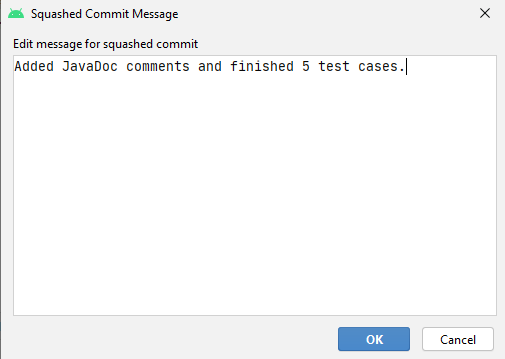 Squashed Commit Message
Edit message for squashed commit
Added JavaDoc comments and finished 5 test cases.
OK
Cancel